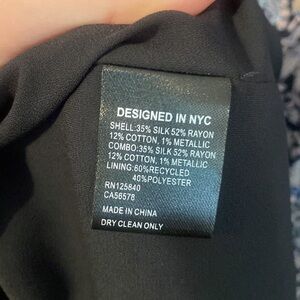 DESIGNED IN NYC
SHELL:35% SILK 52% RAYON
12% COTTON, 1% METALLIC
COMBO:35% SILK 52% RAYON
12% COTTON, 1% METALLIC
LINING:60%RECYCLED
40%POLYESTER
RN125840
CA56578
MADE IN CHINA
DRY CLEAN ONLY